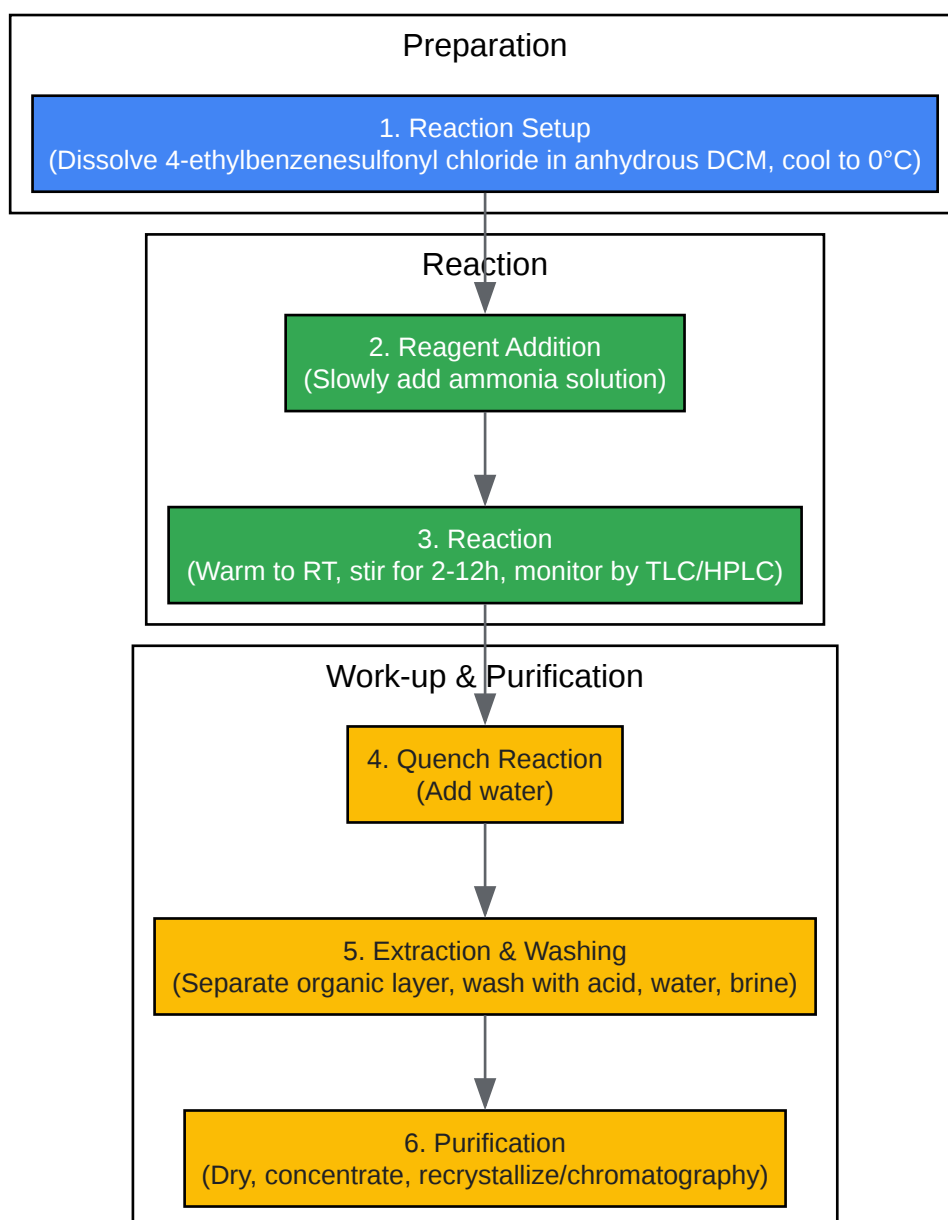 Preparation
1. Reaction Setup
(Dissolve 4-ethylbenzenesulfonyl chloride in anhydrous DCM, cool to 0°C)
Reaction
2. Reagent Addition
(Slowly add ammonia solution)
3. Reaction
(Warm to RT, stir for 2-12h, monitor by TLC/HPLC)
Work-up & Purification
4. Quench Reaction
(Add water)
5. Extraction & Washing
(Separate organic layer, wash with acid, water, brine)
6. Purification
(Dry, concentrate, recrystallize/chromatography)